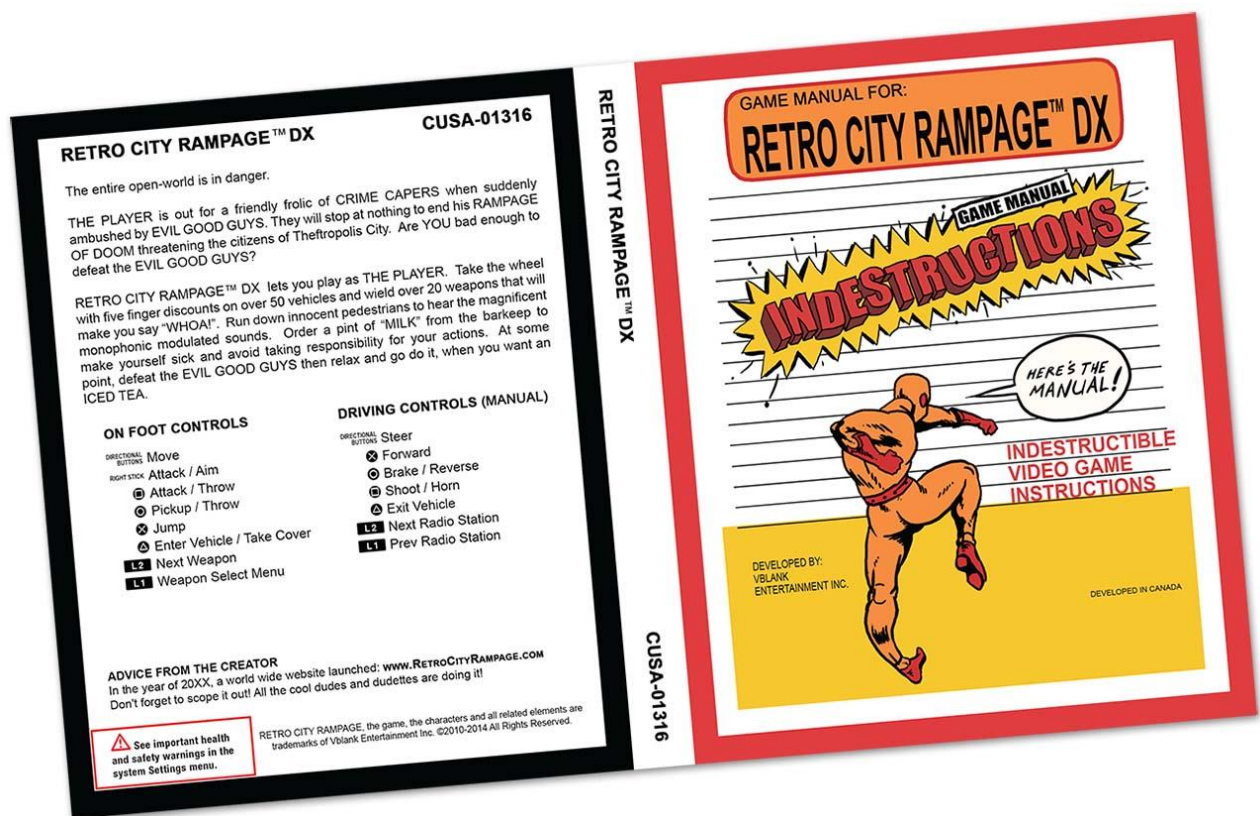 RETRO CITY RAMPAGE™ DX
CUSA-01316
The entire open-world is in danger.
THE PLAYER is out for a friendly frolic of CRIME CAPERS when suddenly
ambushed by EVIL GOOD GUYS. They will stop at nothing to end his RAMPAGE
OF DOOM threatening the citizens of Theftropolis City. Are YOU bad enough to
defeat the EVIL GOOD GUYS?
RETRO CITY RAMPAGE™ DX lets you play as THE PLAYER. Take the wheel
with five finger discounts on over 50 vehicles and wield over 20 weapons that will
make you say “WHOA!”. Run down innocent pedestrians to hear the magnificent
monophonic modulated sounds. Order a pint of “MILK” from the barkeep to
make yourself sick and avoid taking responsibility for your actions. At some
point, defeat the EVIL GOOD GUYS then relax and go do it, when you want an
ICED TEA.
ON FOOT CONTROLS
DIRECTIONAL
BUTTONS Move
RIGHT STICK Attack / Aim
Attack / Throw
Pickup / Throw
Jump
Enter Vehicle / Take Cover
L2 Next Weapon
L1 Weapon Select Menu
DRIVING CONTROLS (MANUAL)
DIRECTIONAL
BUTTONS Steer
Forward
Brake / Reverse
Shoot / Horn
Exit Vehicle
L2 Next Radio Station
L1 Prev Radio Station
ADVICE FROM THE CREATOR
In the year of 20XX, a world wide website launched: www.RetroCityRampage.com
Don't forget to scope it out! All the cool dudes and dudettes are doing it!
See important health
and safety warnings in the
system Settings menu.
RETRO CITY RAMPAGE, the game, the characters and all related elements are
trademarks of Vblank Entertainment Inc. ©2010-2014 All Rights Reserved.
RETRO CITY RAMPAGE™ DX
CUSA-01316
GAME MANUAL FOR:
RETRO CITY RAMPAGE™ DX
GAME MANUAL
INDESTRUCTIONS
HERE'S THE
MANUAL!
INDESTRUCTIBLE
VIDEO GAME
INSTRUCTIONS
DEVELOPED BY:
VBLANK
ENTERTAINMENT INC.
DEVELOPED IN CANADA